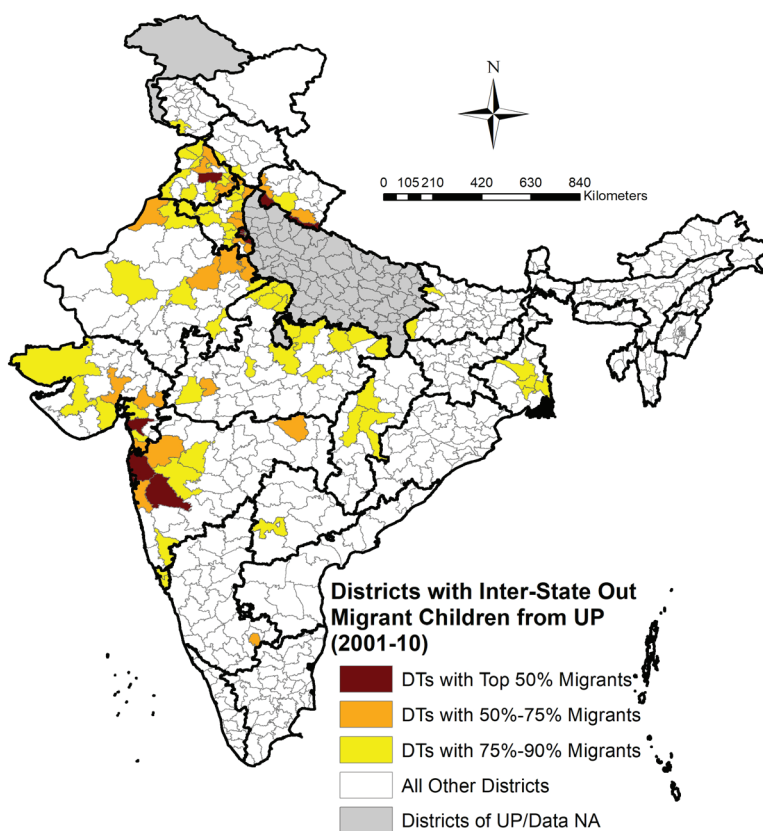 N
0 105 210 420 630 840
Kilometers
Districts with Inter-State Out
Migrant Children from UP
(2001-10)
DTs with Top 50% Migrants
DTs with 50%-75% Migrants
DTs with 75%-90% Migrants
All Other Districts
Districts of UP/Data NA